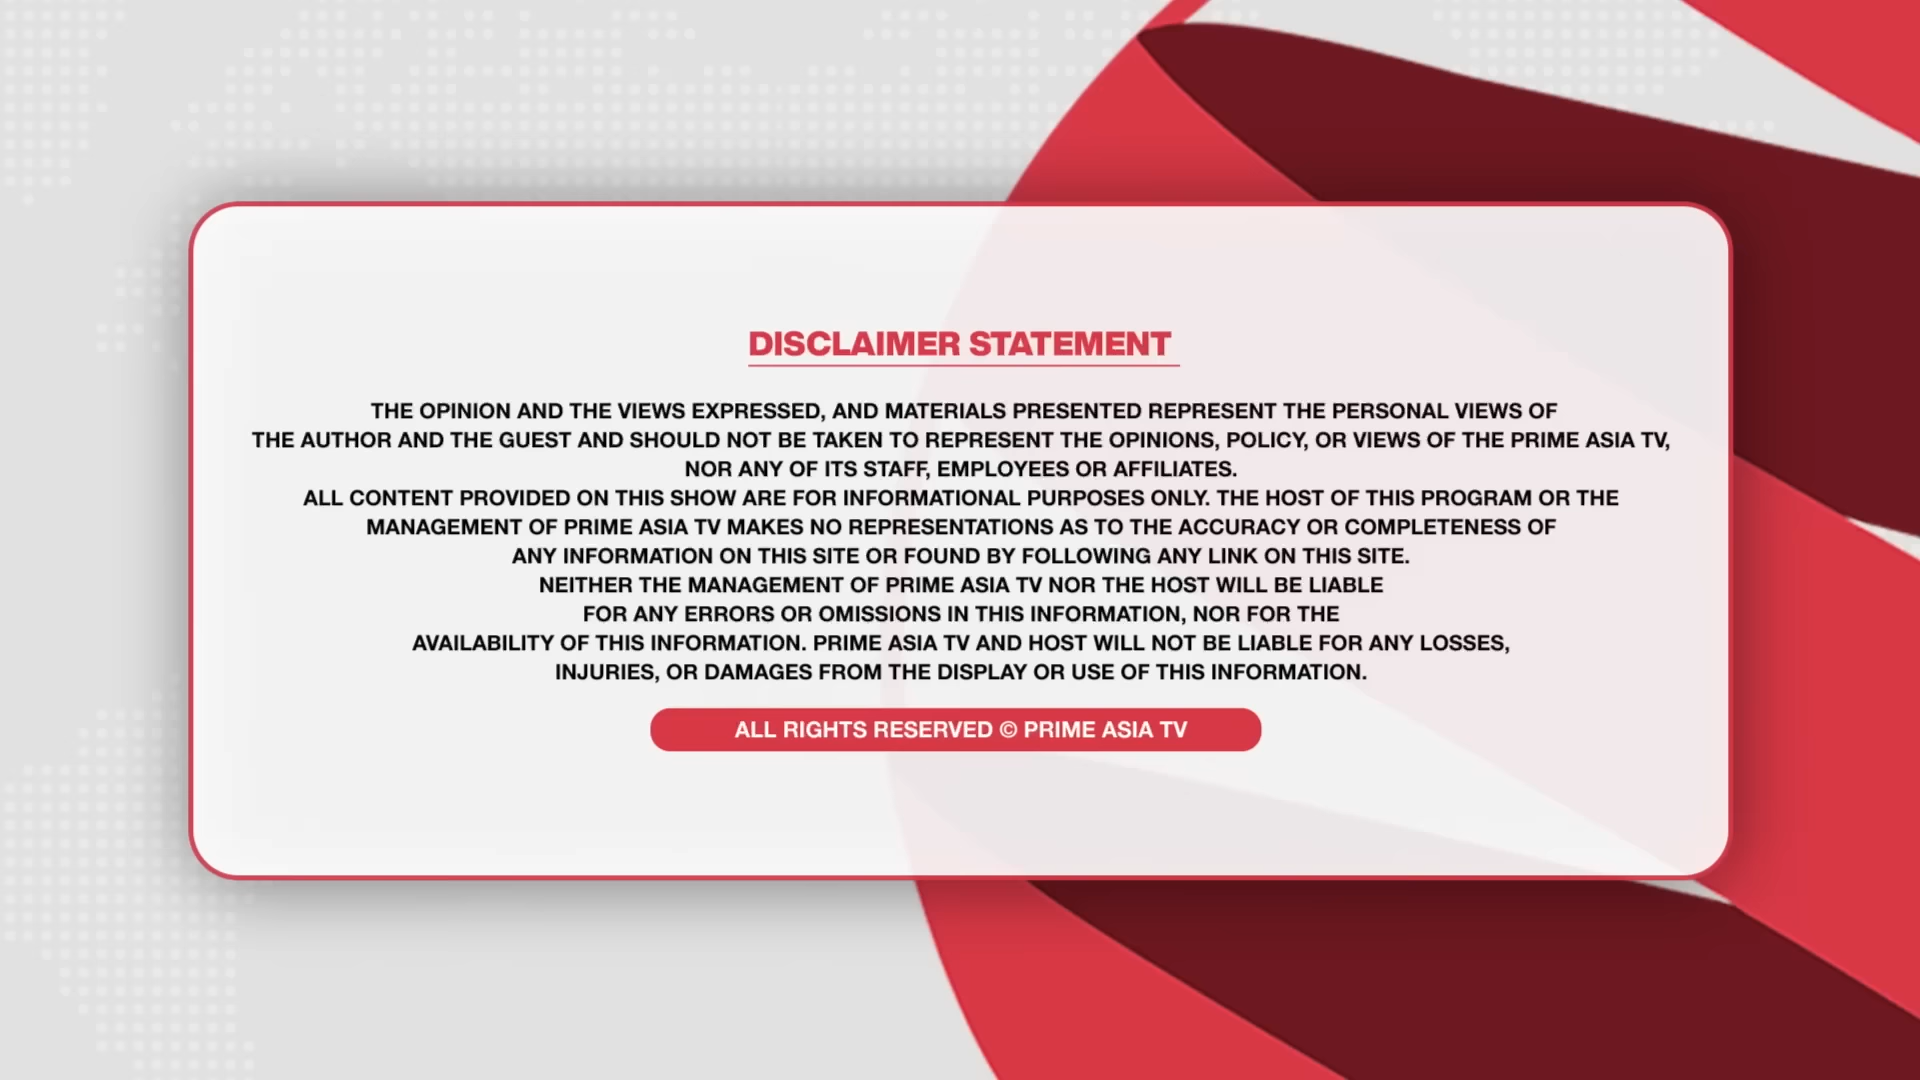 DISCLAIMER STATEMENT
THE OPINION AND THE VIEWS EXPRESSED, AND MATERIALS PRESENTED REPRESENT THE PERSONAL VIEWS OF
THE AUTHOR AND THE GUEST AND SHOULD NOT BE TAKEN TO REPRESENT THE OPINIONS, POLICY, OR VIEWS OF THE PRIME ASIA TV,
NOR ANY OF ITS STAFF, EMPLOYEES OR AFFILIATES.
ALL CONTENT PROVIDED ON THIS SHOW ARE FOR INFORMATIONAL PURPOSES ONLY. THE HOST OF THIS PROGRAM OR THE
MANAGEMENT OF PRIME ASIA TV MAKES NO REPRESENTATIONS AS TO THE ACCURACY OR COMPLETENESS OF
ANY INFORMATION ON THIS SITE OR FOUND BY FOLLOWING ANY LINK ON THIS SITE.
NEITHER THE MANAGEMENT OF PRIME ASIA TV NOR THE HOST WILL BE LIABLE
FOR ANY ERRORS OR OMISSIONS IN THIS INFORMATION, NOR FOR THE
AVAILABILITY OF THIS INFORMATION. PRIME ASIA TV AND HOST WILL NOT BE LIABLE FOR ANY LOSSES,
INJURIES, OR DAMAGES FROM THE DISPLAY OR USE OF THIS INFORMATION.
ALL RIGHTS RESERVED © PRIME ASIA TV